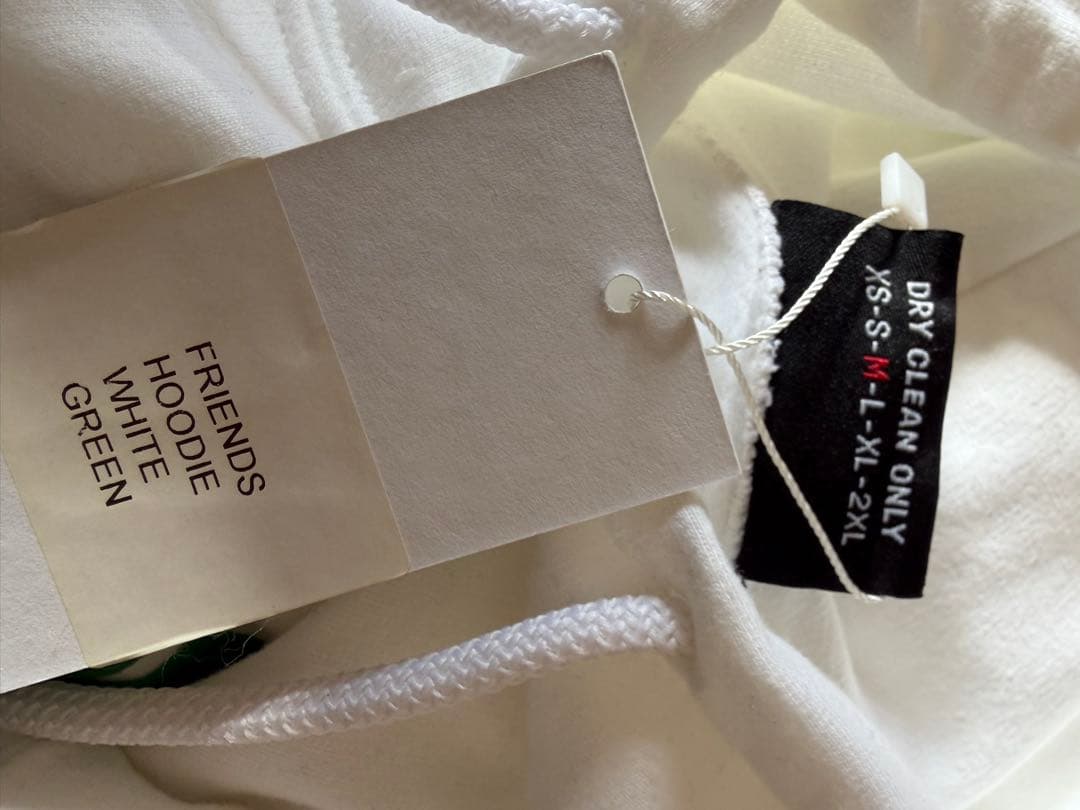 FRIENDS
HOODIE
WHITE
GREEN
DRY CLEAN ONLY
XS-S-M-L-XL-2XL